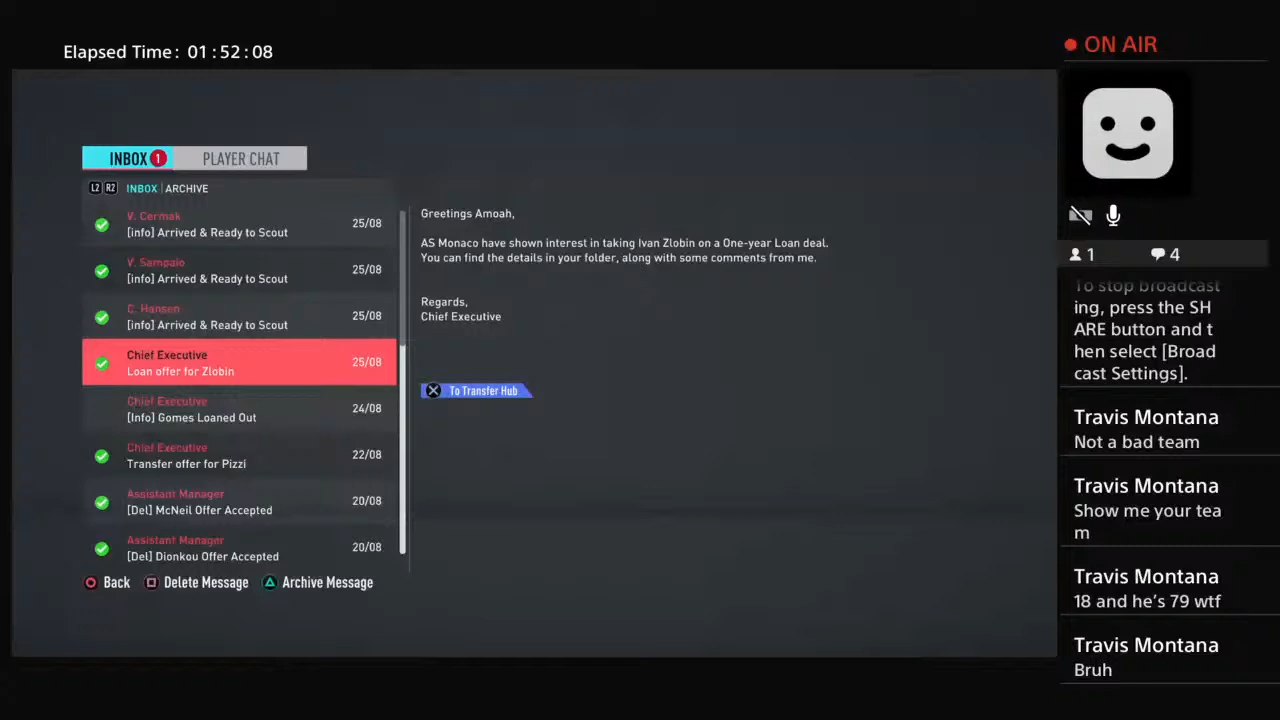 Elapsed Time: 01:52:08
ON AIR
INBOX 1
PLAYER CHAT
L2 R2 INBOX | ARCHIVE
V. Cermak
[info] Arrived & Ready to Scout
25/08
V. Sampaio
[info] Arrived & Ready to Scout
25/08
C. Hansen
[info] Arrived & Ready to Scout
25/08
Chief Executive
Loan offer for Zlobin
25/08
Chief Executive
[Info] Gomes Loaned Out
24/08
Chief Executive
Transfer offer for Pizzi
22/08
Assistant Manager
[Del] McNeil Offer Accepted
20/08
Assistant Manager
[Del] Dionkou Offer Accepted
20/08
Back
Delete Message
Archive Message
Greetings Amoah,
AS Monaco have shown interest in taking Ivan Zlobin on a One-year Loan deal.
You can find the details in your folder, along with some comments from me.
Regards,
Chief Executive
To Transfer Hub
1
4
To stop broadcast
ing, press the SH
ARE button and t
hen select [Broad
cast Settings].
Travis Montana
Not a bad team
Travis Montana
Show me your tea
m
Travis Montana
18 and he's 79 wtf
Travis Montana
Bruh